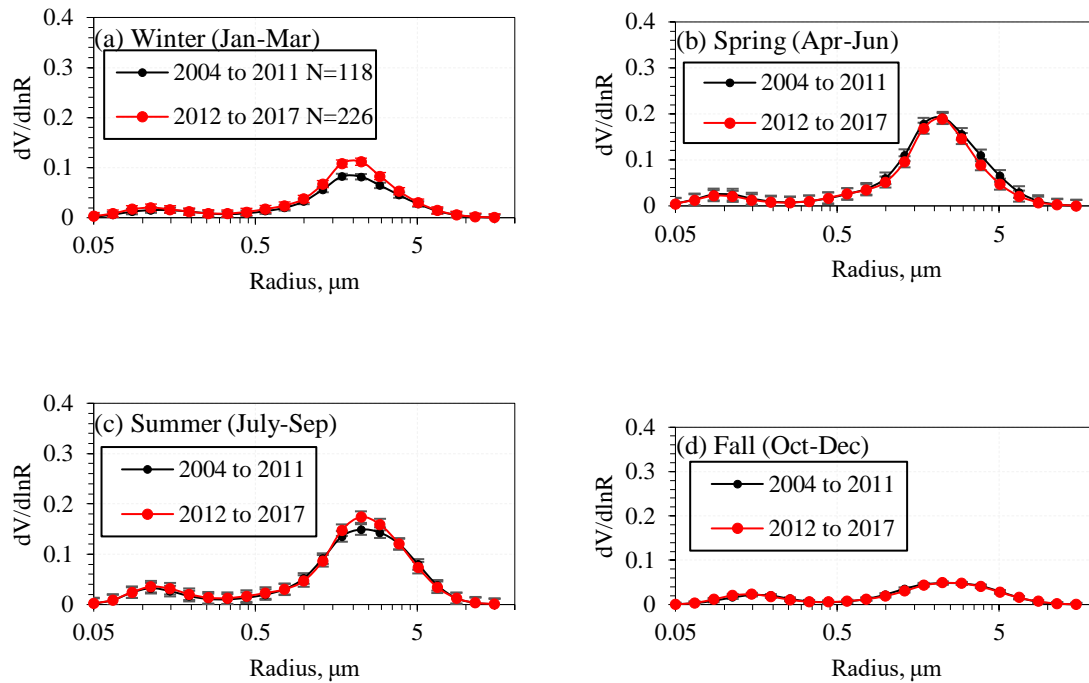 (a) Winter (Jan-Mar)
2004 to 2011 N=118
2012 to 2017 N=226
dV/dlnR
0.4
0.3
0.2
0.1
0
0.05
0.5
5
Radius, μm
(b) Spring (Apr-Jun)
2004 to 2011
2012 to 2017
dV/dlnR
0.4
0.3
0.2
0.1
0
0.05
0.5
5
Radius, μm
(c) Summer (July-Sep)
2004 to 2011
2012 to 2017
dV/dlnR
0.4
0.3
0.2
0.1
0
0.05
0.5
5
Radius, μm
(d) Fall (Oct-Dec)
2004 to 2011
2012 to 2017
dV/dlnR
0.4
0.3
0.2
0.1
0
0.05
0.5
5
Radius, μm